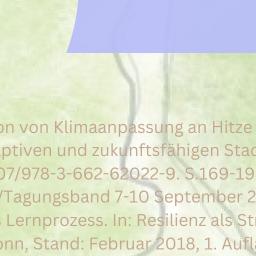 on von Klimaanpassung an Hitze
ptiven und zukunftsfähigen Stad
07/978-3-662-62022-9. S.169-19
/Tagungsband 7-10 September 2
s Lernprozess. In: Resilienz als Str
onn, Stand: Februar 2018, 1. Aufla